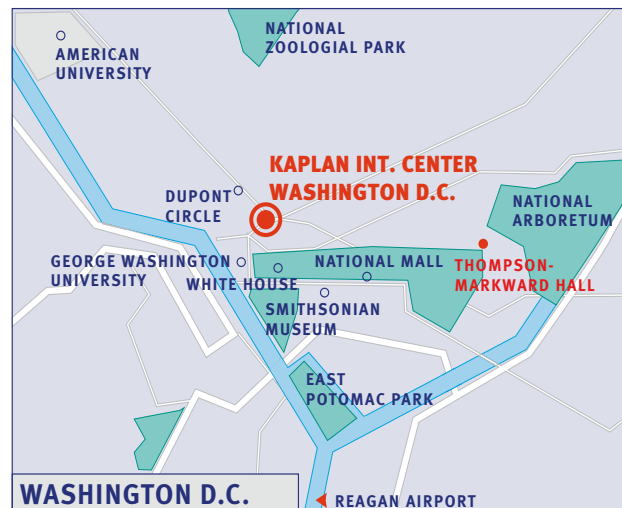 NATIONAL
ZOOLOGIAL PARK
AMERICAN
UNIVERSITY
KAPLAN INT. CENTER
WASHINGTON D.C.
DUPONT
CIRCLE
NATIONAL
ARBORETUM
GEORGE WASHINGTON
UNIVERSITY
WHITE HOUSE
NATIONAL MALL
THOMPSON-
MARKWARD HALL
SMITHSONIAN
MUSEUM
EAST
POTOMAC PARK
WASHINGTON D.C.
REAGAN AIRPORT